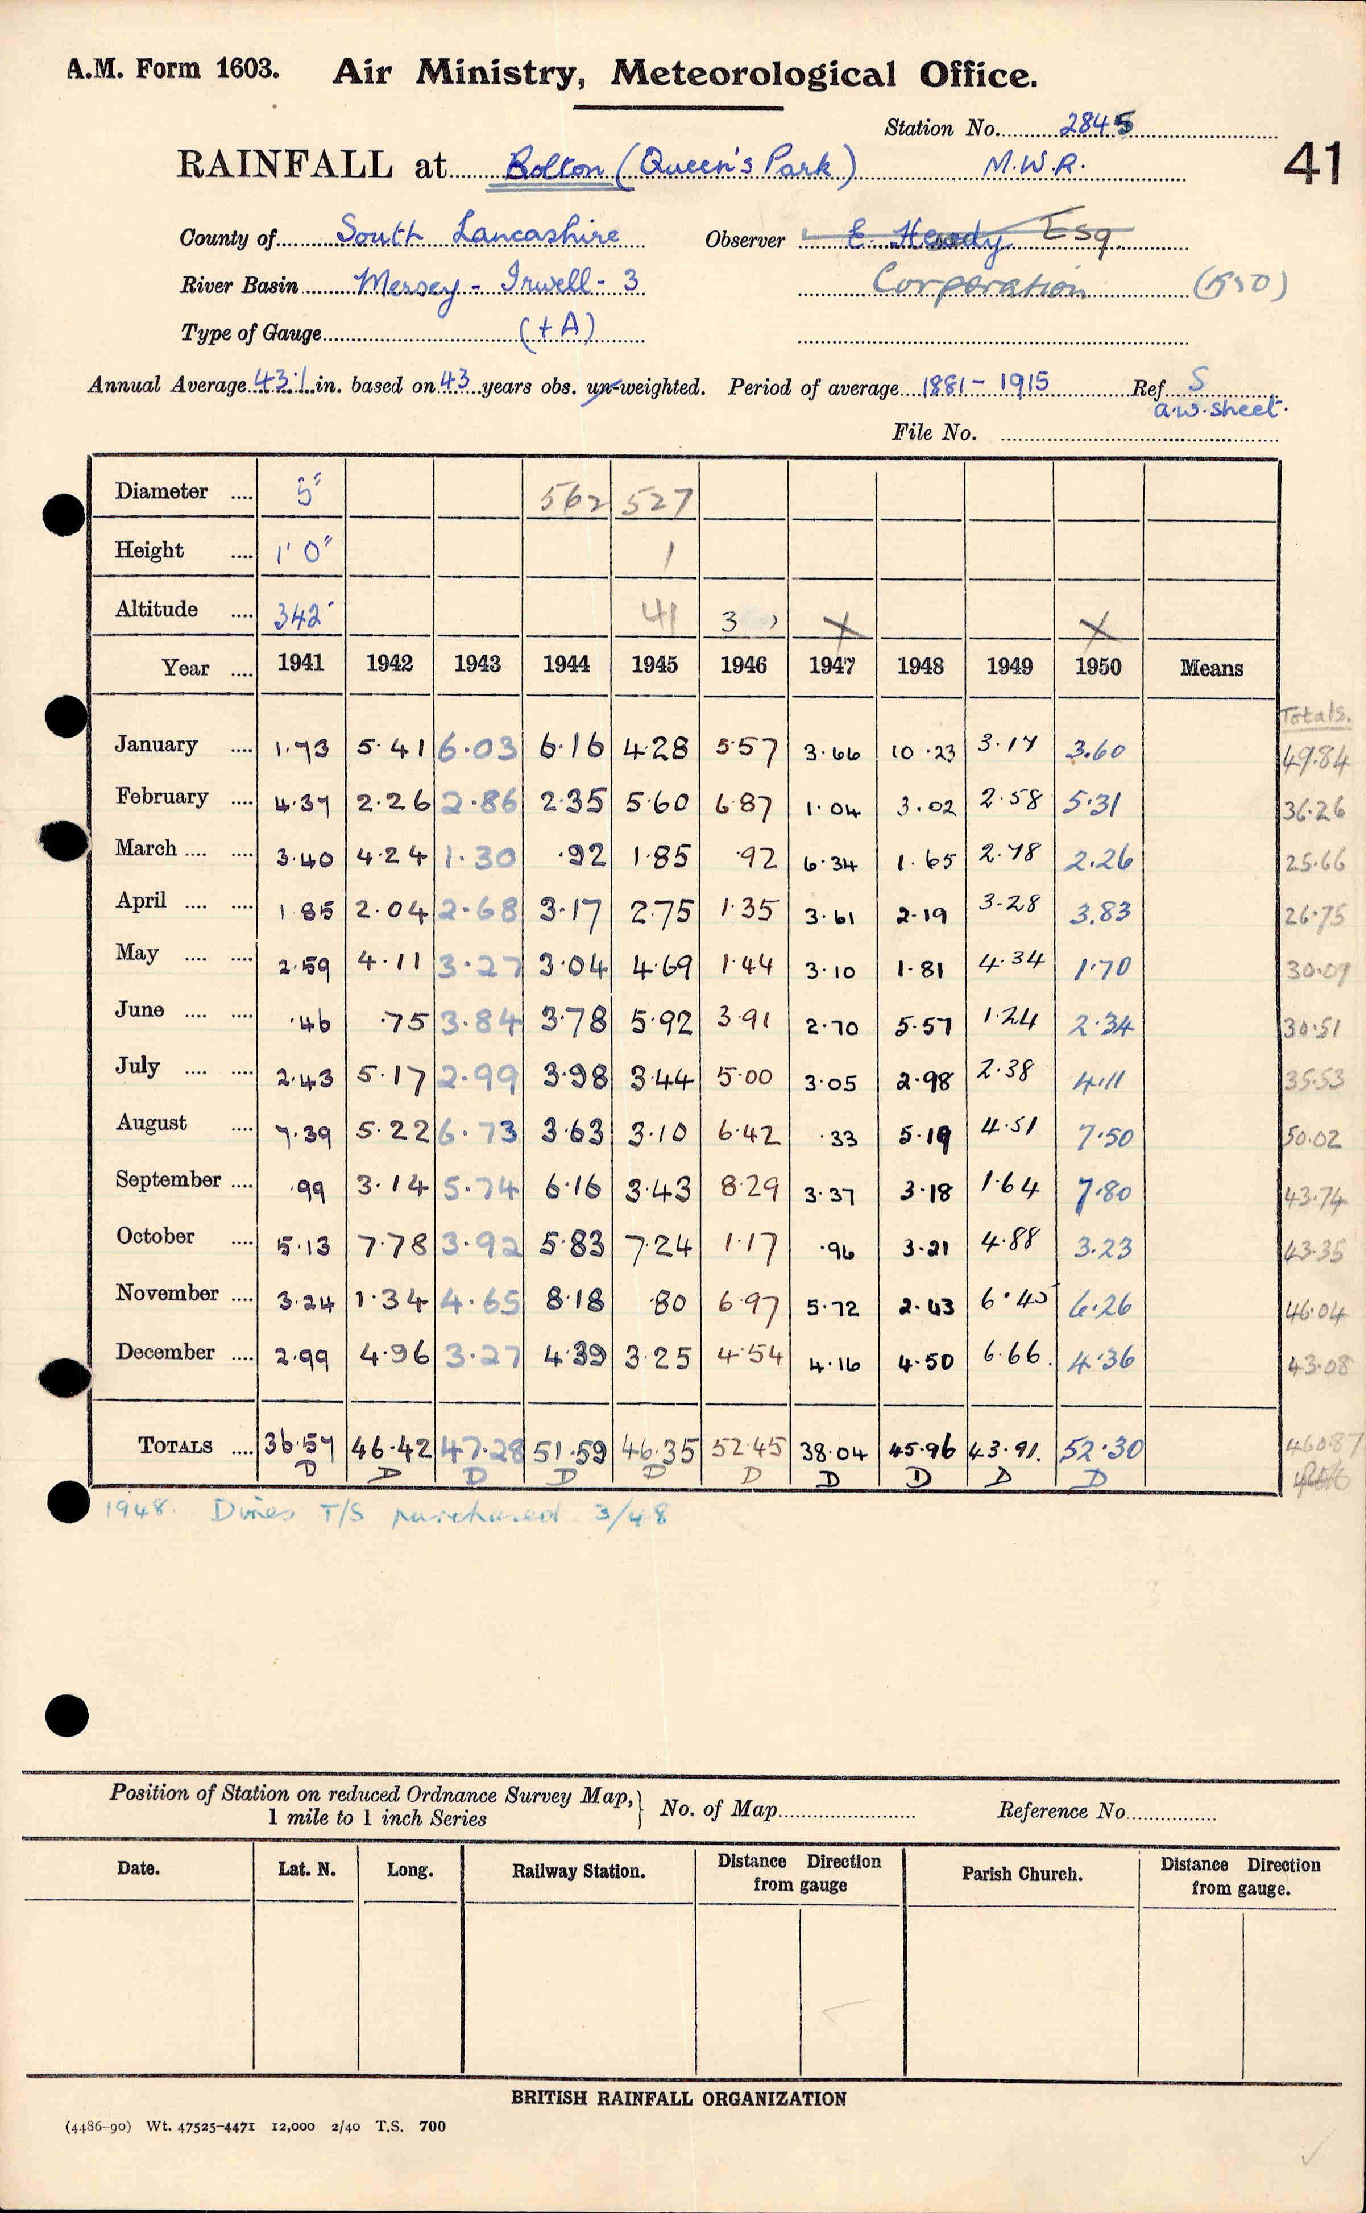 A.M. Form 1603. Air Ministry, Meteorological Office.
Station No. 2845
41
RAINFALL at Bolton (Queen's Park) M.W.R.
County of South Lancashire Observer E. Hendy Esq
River Basin Mersey - Irwell - 3 Corporation (550)
Type of Gauge (+A)
Annual Average 43.1 in. based on 43 years obs. un-weighted. Period of average 1881-1915 Ref S
a.w. sheet.
File No.
Diameter .... 5" 562 527
Height .... 1' 0" 1
Altitude .... 342' 41 3 X X
Year .... 1941 1942 1943 1944 1945 1946 1947 1948 1949 1950 Means
Totals.
January .... 1.73 5.41 6.03 6.16 4.28 5.57 3.66 10.23 3.17 3.60 49.84
February .... 4.37 2.26 2.86 2.35 5.60 6.87 1.04 3.02 2.58 5.31 36.26
March .... .... 3.40 4.24 1.30 .92 1.85 .92 6.34 1.65 2.78 2.26 25.66
April .... .... 1.85 2.04 2.68 3.17 2.75 1.35 3.61 2.19 3.28 3.83 26.75
May .... .... 2.59 4.11 3.27 3.04 4.69 1.44 3.10 1.81 4.34 1.70 30.09
June .... .... .46 .75 3.84 3.78 5.92 3.91 2.70 5.57 1.24 2.34 30.51
July .... .... 2.43 5.17 2.99 3.98 3.44 5.00 3.05 2.98 2.38 4.11 35.53
August .... 7.39 5.22 6.73 3.63 3.10 6.42 .33 5.19 4.51 7.50 50.02
September .... .99 3.14 5.74 6.16 3.43 8.29 3.37 3.18 1.64 7.80 43.74
October .... 5.13 7.78 3.92 5.83 7.24 1.17 .96 3.21 4.88 3.23 43.35
November .... 3.24 1.34 4.65 8.18 .80 6.97 5.72 2.43 6.45 6.26 46.04
December .... 2.99 4.96 3.27 4.39 3.25 4.54 4.16 4.50 6.66 4.36 43.08
TOTALS .... 36.57 46.42 47.28 51.59 46.35 52.45 38.04 45.96 43.91. 52.30 460.87
D D D D D D D D D D
1948. Dines T/S purchased 3/48
Position of Station on reduced Ordnance Survey Map,} No. of Map Reference No.
1 mile to 1 inch Series
Date. Lat. N. Long. Railway Station. Distance Direction from gauge Parish Church. Distance Direction from gauge.
BRITISH RAINFALL ORGANIZATION
(4486-90) Wt. 47525-4471 12,000 2/40 T.S. 700